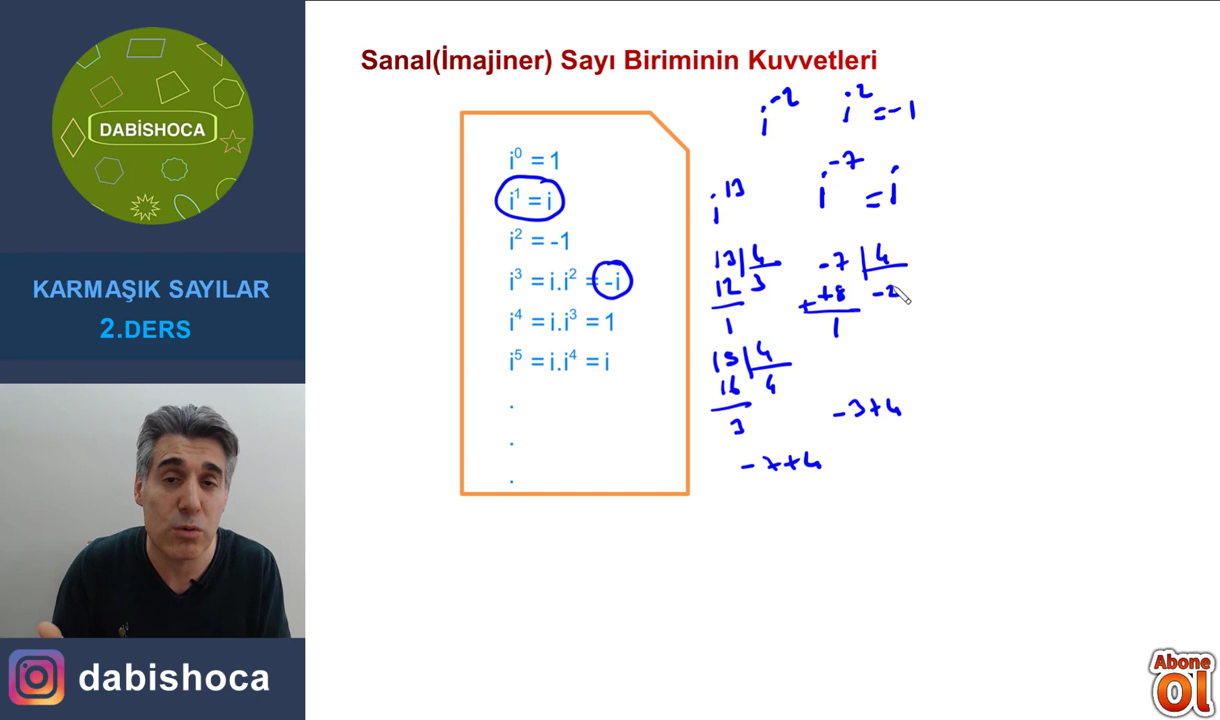 DABİSHOCA
KARMAŞIK SAYILAR
2.DERS
dabishoca
Sanal(İmajiner) Sayı Biriminin Kuvvetleri
i⁰ = 1
i¹ = i
i² = -1
i³ = i.i² = -i
i⁴ = i.i³ = 1
i⁵ = i.i⁴ = i
.
.
.
i⁻² i² = -1
i¹³ i⁻⁷ = i
13 4
12 3
1
-7 4
+ +8 -2
1
4
16 4
3
-3+4
-7+4
Abone
Ol